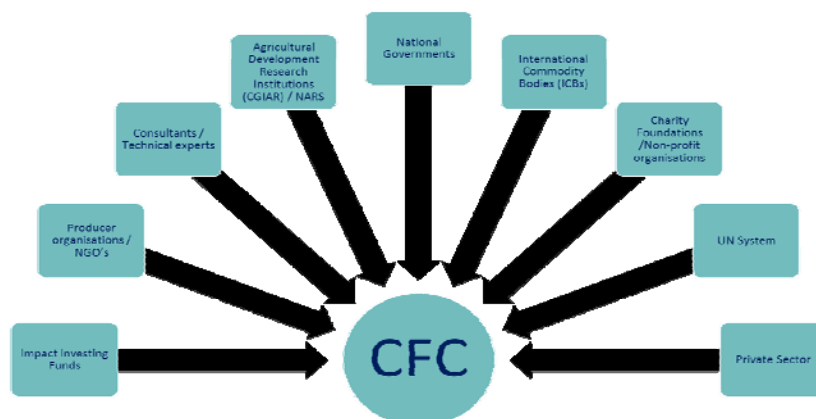 National
Governments
Agricultural
Development
Research
Institutions
(CGIAR) / NARS
International
Commodity
Bodies (ICBs)
Consultants /
Technical experts
Charity
Foundations
/Non-profit
organisations
Producer
organisations /
NGO's
UN System
Impact Investing
Funds
CFC
Private Sector